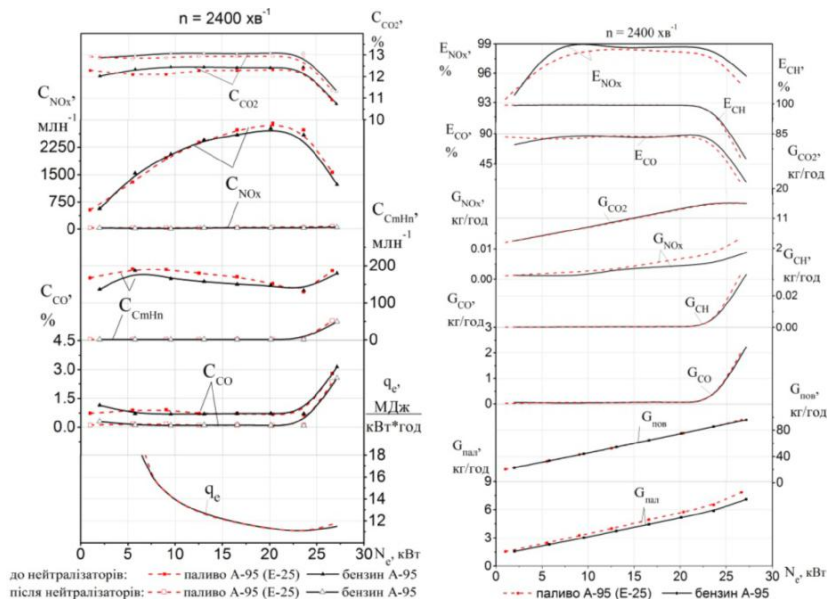 n = 2400 хв⁻¹
C_CO2,
%
13
12
11
10
C_CO2
C_NOx,
млн⁻¹
2250
1500
750
0
C_NOx
C_CmHn,
млн⁻¹
200
150
100
0
C_CmHn
C_CO,
%
4.5
3.0
1.5
0.0
C_CO
q_e,
МДж
кВт*год
18
16
14
12
q_e
0 5 10 15 20 25 N_e, кВт
до нейтралізаторів: паливо А-95 (Е-25) бензин А-95
після нейтралізаторів: паливо А-95 (Е-25) бензин А-95
n = 2400 хв⁻¹
E_NOx,
%
99
96
93
E_NOx
E_CH,
%
100
85
E_CH
E_CO,
%
90
45
E_CO
G_CO2,
кг/год
20
11
2
G_CO2
G_NOx,
кг/год
0.01
0.00
G_NOx
G_CH,
кг/год
0.02
0.00
G_CH
G_CO,
кг/год
3
2
1
0
G_CO
G_пов,
кг/год
80
40
0
G_пов
G_пал,
кг/год
9
6
3
0
G_пал
0 5 10 15 20 25 N_e, кВт
паливо А-95 (Е-25) бензин А-95